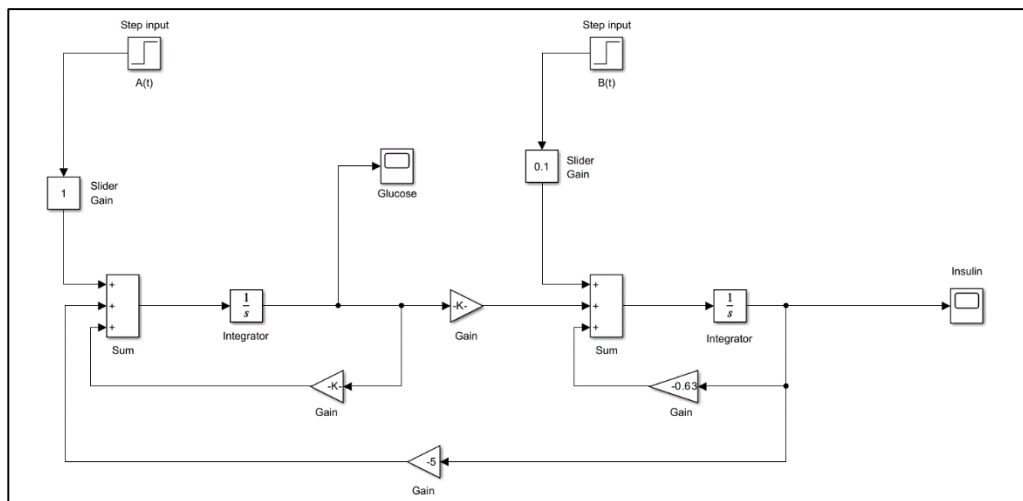 Step input
A(t)
Step input
B(t)
1
Slider
Gain
Glucose
0.1
Slider
Gain
Insulin
+
+
+
Sum
1
s
Integrator
-K-
Gain
+
+
+
Sum
1
s
Integrator
-K-
Gain
-0.63
Gain
-5
Gain